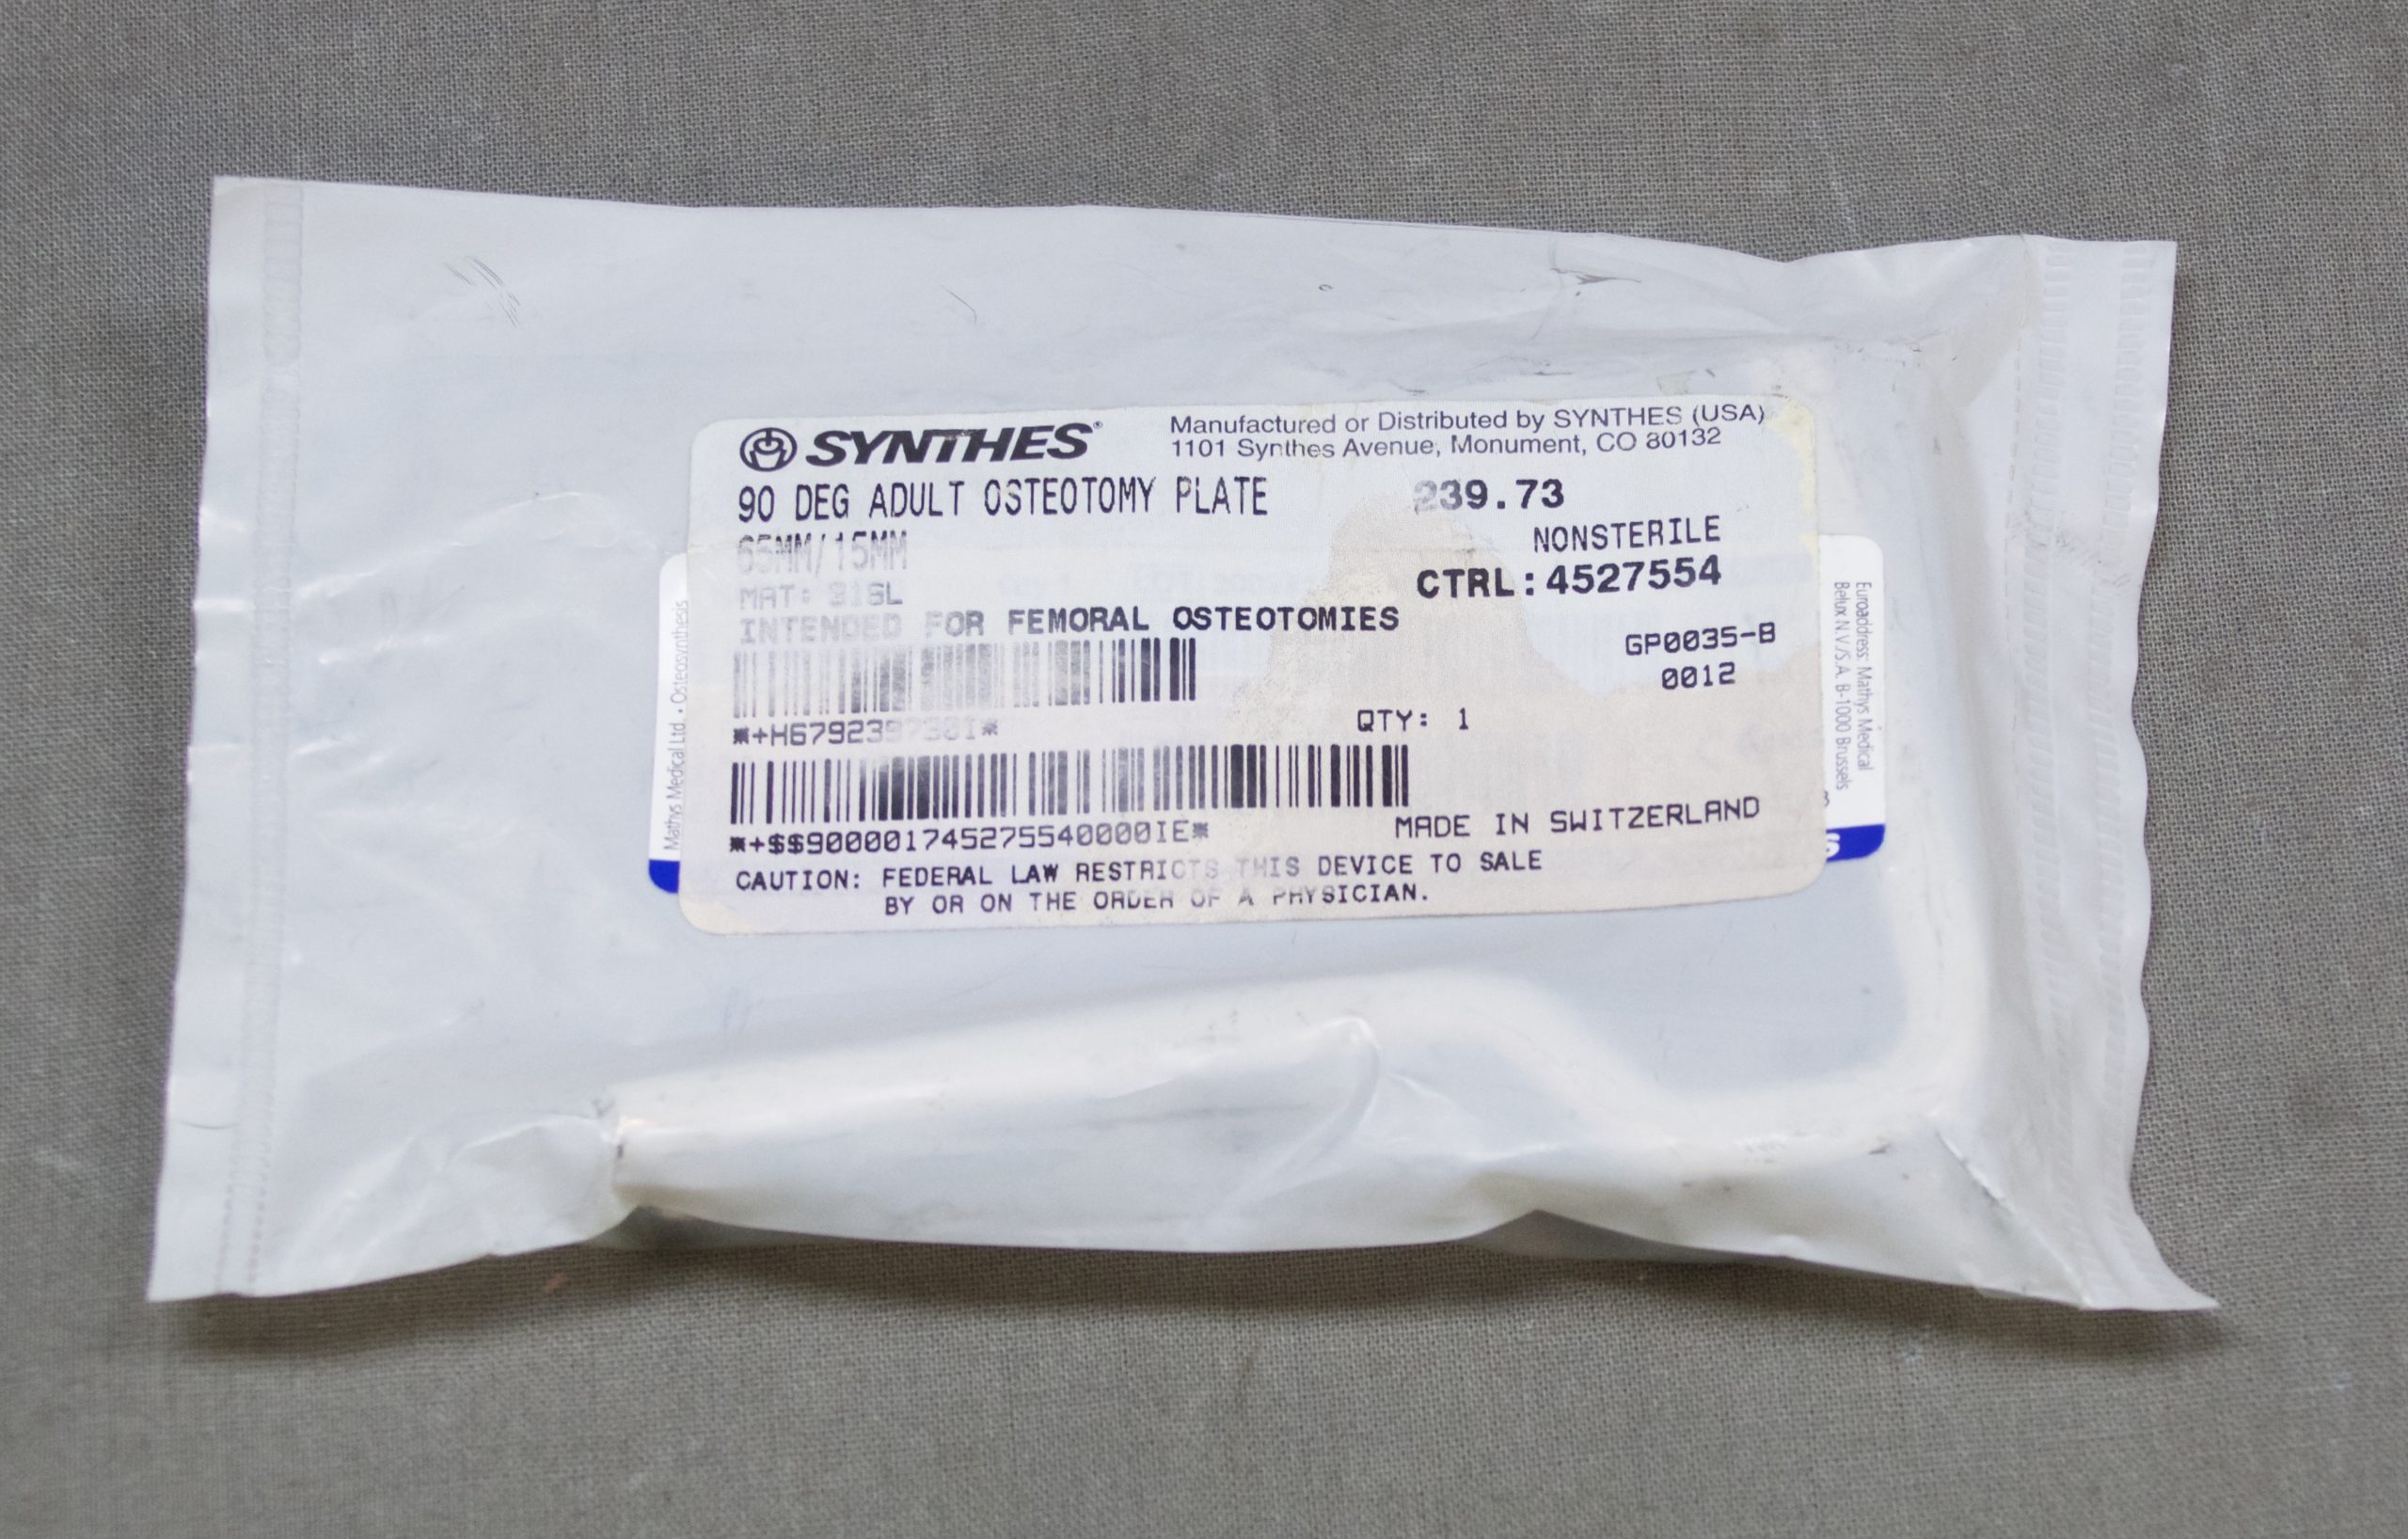 SYNTHES®
Manufactured or Distributed by SYNTHES (USA)
1101 Synthes Avenue, Monument, CO 80132
90 DEG ADULT OSTEOTOMY PLATE
239.73
65MM/15MM
NONSTERILE
MAT: 316L
CTRL:4527554
INTENDED FOR FEMORAL OSTEOTOMIES
GP0035-B
0012
*+H679239730I*
QTY: 1
*+$$900001745275540000IE*
MADE IN SWITZERLAND
CAUTION: FEDERAL LAW RESTRICTS THIS DEVICE TO SALE
BY OR ON THE ORDER OF A PHYSICIAN.
Mathys Medical Ltd. • Osteosynthesis
Euroaddress: Mathys Medical
Belux N.V./S.A. B-1000 Brussels